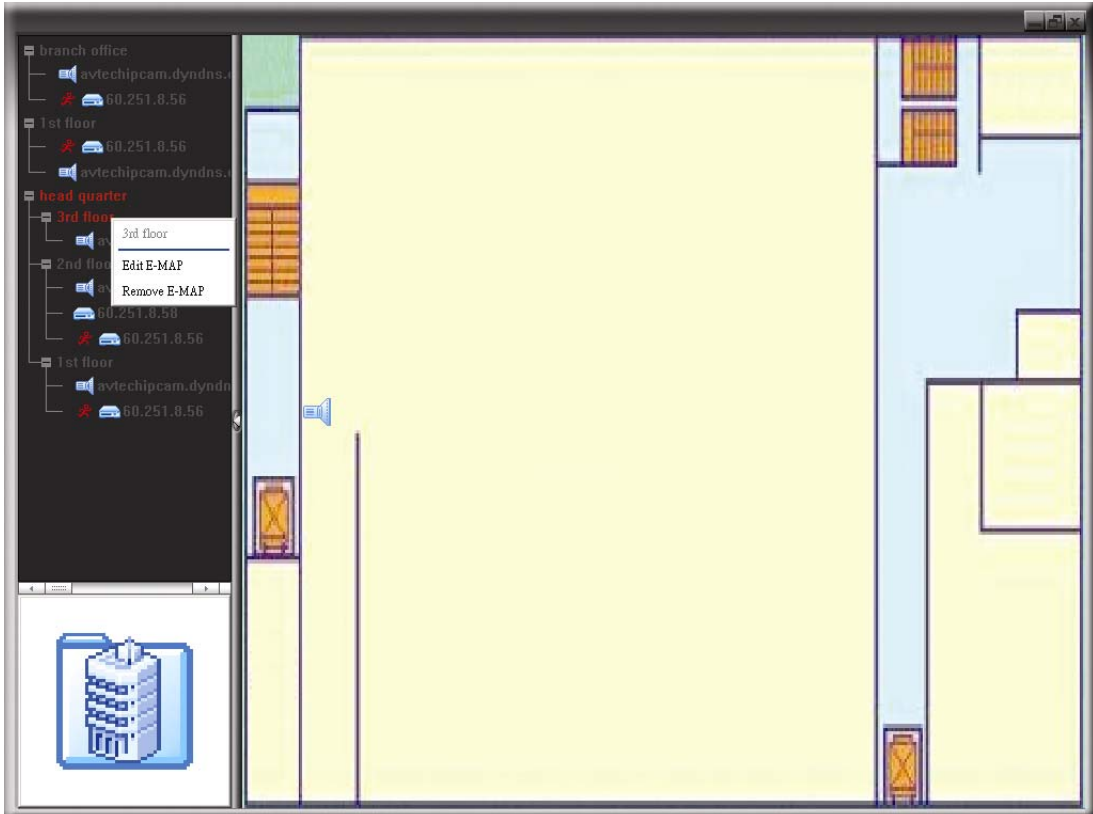 branch office
avtechipcam.dyndns.
60.251.8.56
1st floor
60.251.8.56
avtechipcam.dyndns.
head quarter
3rd floor
av
3rd floor
Edit E-MAP
Remove E-MAP
2nd floo
av
60.251.8.58
60.251.8.56
1st floor
avtechipcam.dyndn
60.251.8.56